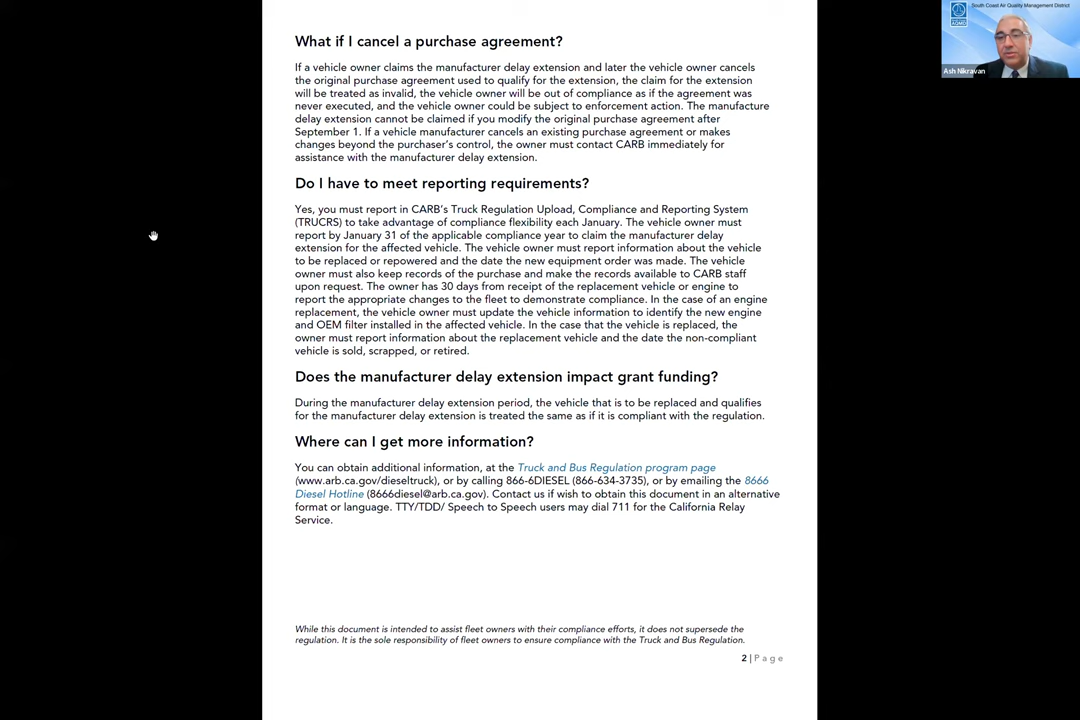 What if I cancel a purchase agreement?
If a vehicle owner claims the manufacturer delay extension and later the vehicle owner cancels
the original purchase agreement used to qualify for the extension, the claim for the extension
will be treated as invalid, the vehicle owner will be out of compliance as if the agreement was
never executed, and the vehicle owner could be subject to enforcement action. The manufacture
delay extension cannot be claimed if you modify the original purchase agreement after
September 1. If a vehicle manufacturer cancels an existing purchase agreement or makes
changes beyond the purchaser's control, the owner must contact CARB immediately for
assistance with the manufacturer delay extension.
Do I have to meet reporting requirements?
Yes, you must report in CARB's Truck Regulation Upload, Compliance and Reporting System
(TRUCRS) to take advantage of compliance flexibility each January. The vehicle owner must
report by January 31 of the applicable compliance year to claim the manufacturer delay
extension for the affected vehicle. The vehicle owner must report information about the vehicle
to be replaced or repowered and the date the new equipment order was made. The vehicle
owner must also keep records of the purchase and make the records available to CARB staff
upon request. The owner has 30 days from receipt of the replacement vehicle or engine to
report the appropriate changes to the fleet to demonstrate compliance. In the case of an engine
replacement, the vehicle owner must update the vehicle information to identify the new engine
and OEM filter installed in the affected vehicle. In the case that the vehicle is replaced, the
owner must report information about the replacement vehicle and the date the non-compliant
vehicle is sold, scrapped, or retired.
Does the manufacturer delay extension impact grant funding?
During the manufacturer delay extension period, the vehicle that is to be replaced and qualifies
for the manufacturer delay extension is treated the same as if it is compliant with the regulation.
Where can I get more information?
You can obtain additional information, at the Truck and Bus Regulation program page
(www.arb.ca.gov/dieseltruck), or by calling 866-6DIESEL (866-634-3735), or by emailing the 8666
Diesel Hotline (8666diesel@arb.ca.gov). Contact us if wish to obtain this document in an alternative
format or language. TTY/TDD/ Speech to Speech users may dial 711 for the California Relay
Service.
While this document is intended to assist fleet owners with their compliance efforts, it does not supersede the
regulation. It is the sole responsibility of fleet owners to ensure compliance with the Truck and Bus Regulation.
2 | Page
South Coast Air Quality Management District
AQMD
Ash Nikravan